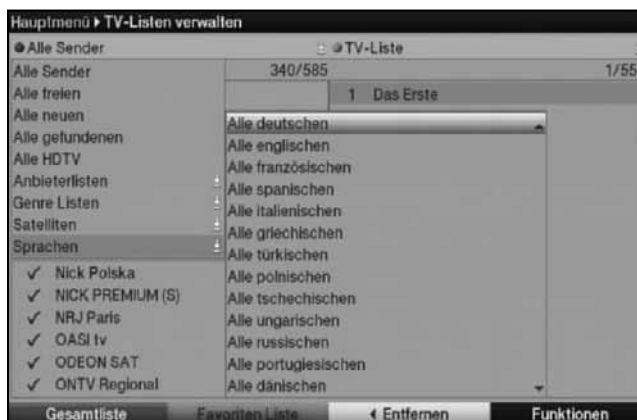 Hauptmenü ▸ TV-Listen verwalten
Alle Sender
TV-Liste
Alle Sender
340/585
1/55
Alle freien
1 Das Erste
Alle neuen
Alle gefundenen
Alle HDTV
Anbieterlisten
Genre Listen
Satelliten
Sprachen
Alle deutschen
Alle englischen
Alle französischen
Alle spanischen
Alle italienischen
Alle griechischen
Alle türkischen
Alle polnischen
Alle tschechischen
Alle ungarischen
Alle russischen
Alle portugiesischen
Alle dänischen
✓ Nick Polska
✓ NICK PREMIUM (S)
✓ NRJ Paris
✓ OASI tv
✓ ODEON SAT
✓ ONTV Regional
Gesamtliste
Favoriten Liste
Entfernen
Funktionen